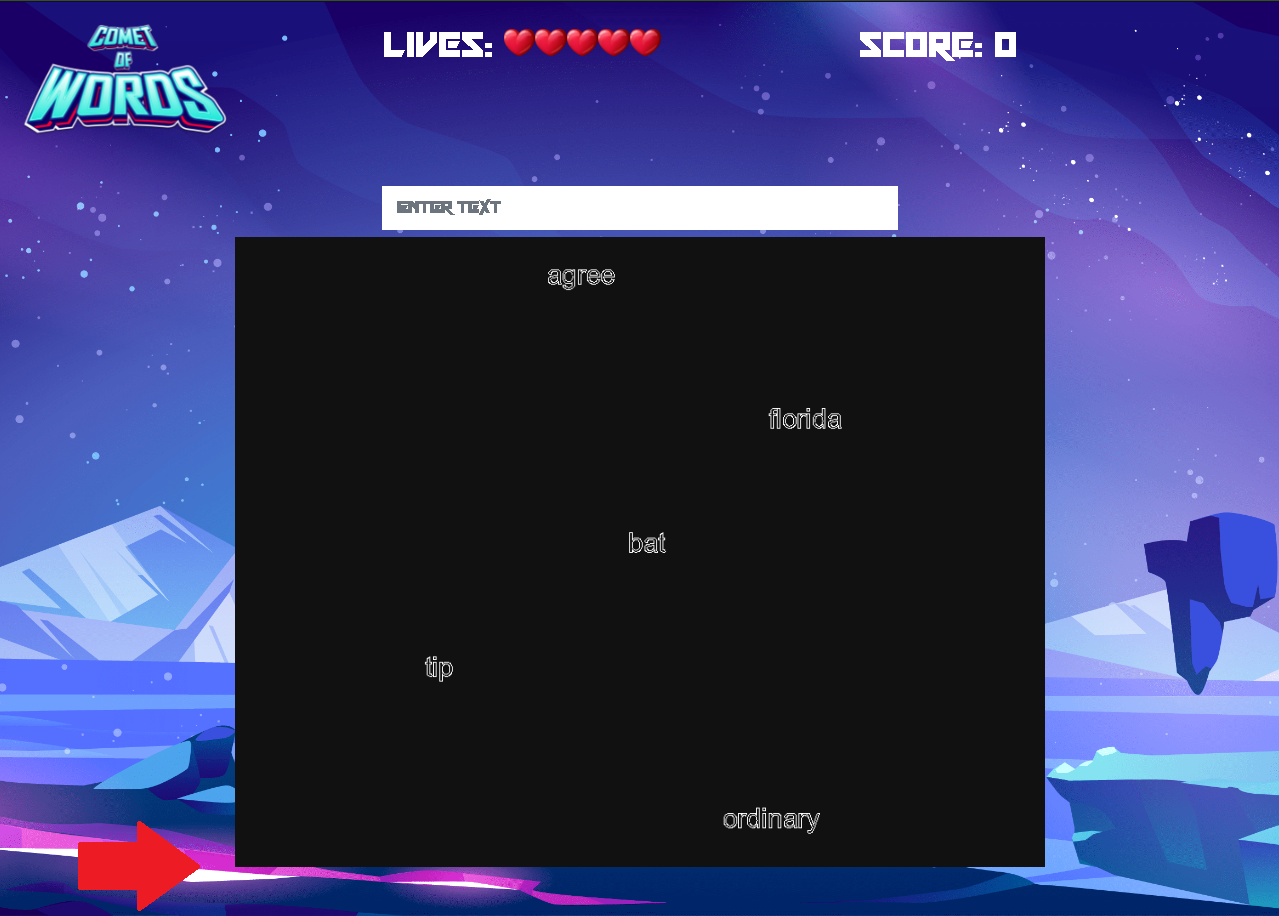 COMET
OF
WORDS
LIVES:
SCORE: 0
ENTER TEXT
agree
florida
bat
tip
ordinary